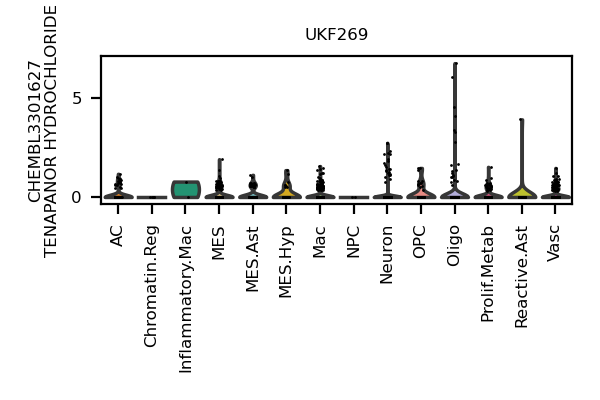 UKF269
CHEMBL3301627
TENAPANOR HYDROCHLORIDE
5
0
AC
Chromatin.Reg
Inflammatory.Mac
MES
MES.Ast
MES.Hyp
Mac
NPC
Neuron
OPC
Oligo
Prolif.Metab
Reactive.Ast
Vasc